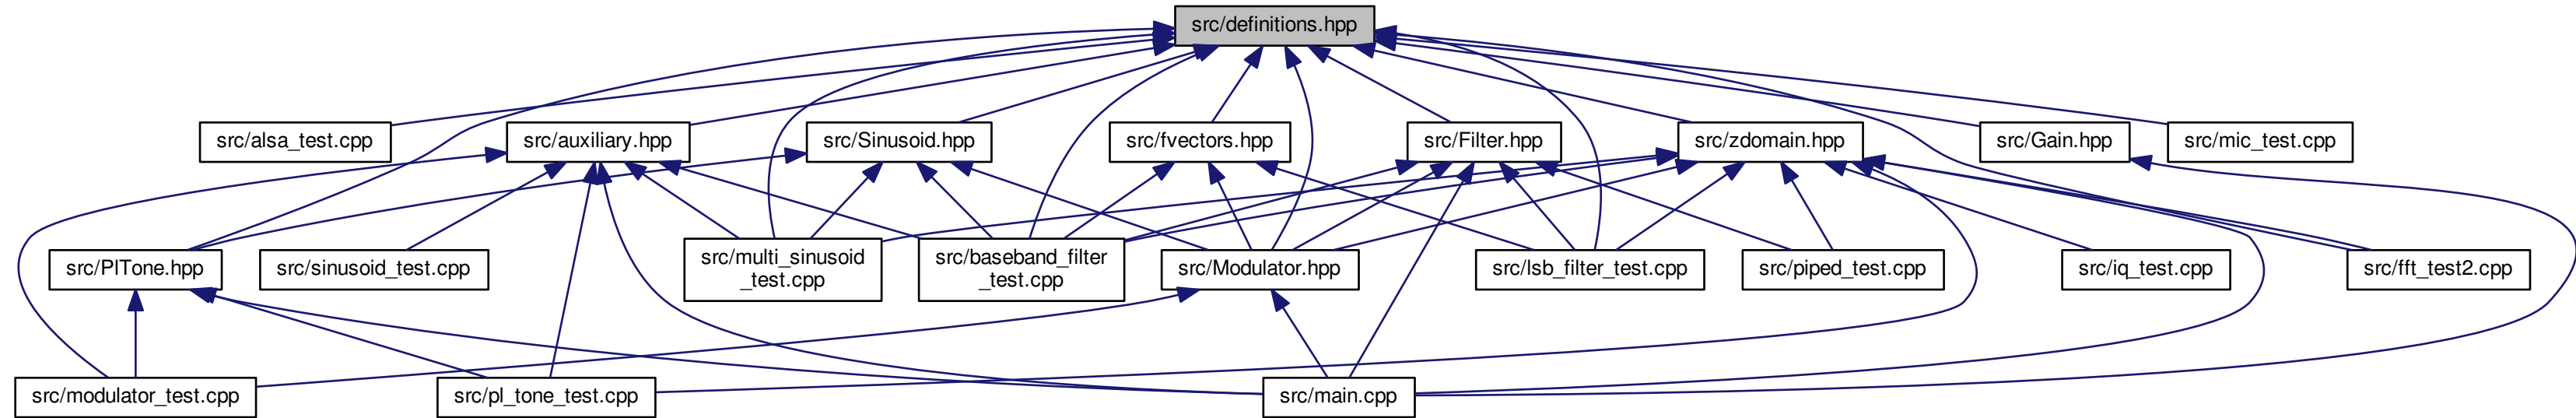 src/definitions.hpp
src/alsa_test.cpp
src/auxiliary.hpp
src/Sinusoid.hpp
src/fvectors.hpp
src/Filter.hpp
src/zdomain.hpp
src/Gain.hpp
src/mic_test.cpp
src/PlTone.hpp
src/sinusoid_test.cpp
src/multi_sinusoid
_test.cpp
src/baseband_filter
_test.cpp
src/Modulator.hpp
src/lsb_filter_test.cpp
src/piped_test.cpp
src/iq_test.cpp
src/fft_test2.cpp
src/modulator_test.cpp
src/pl_tone_test.cpp
src/main.cpp